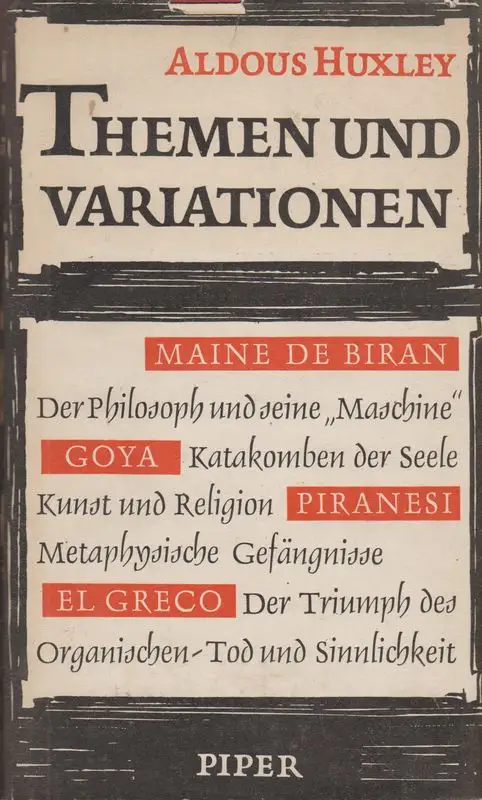 ALDOUS HUXLEY
THEMEN UND
VARIATIONEN
MAINE DE BIRAN
Der Philosoph und seine „Maschine“
GOYA Katakomben der Seele
Kunst und Religion PIRANESI
Metaphysische Gefängnisse
EL GRECO Der Triumph des
Organischen-Tod und Sinnlichkeit
PIPER